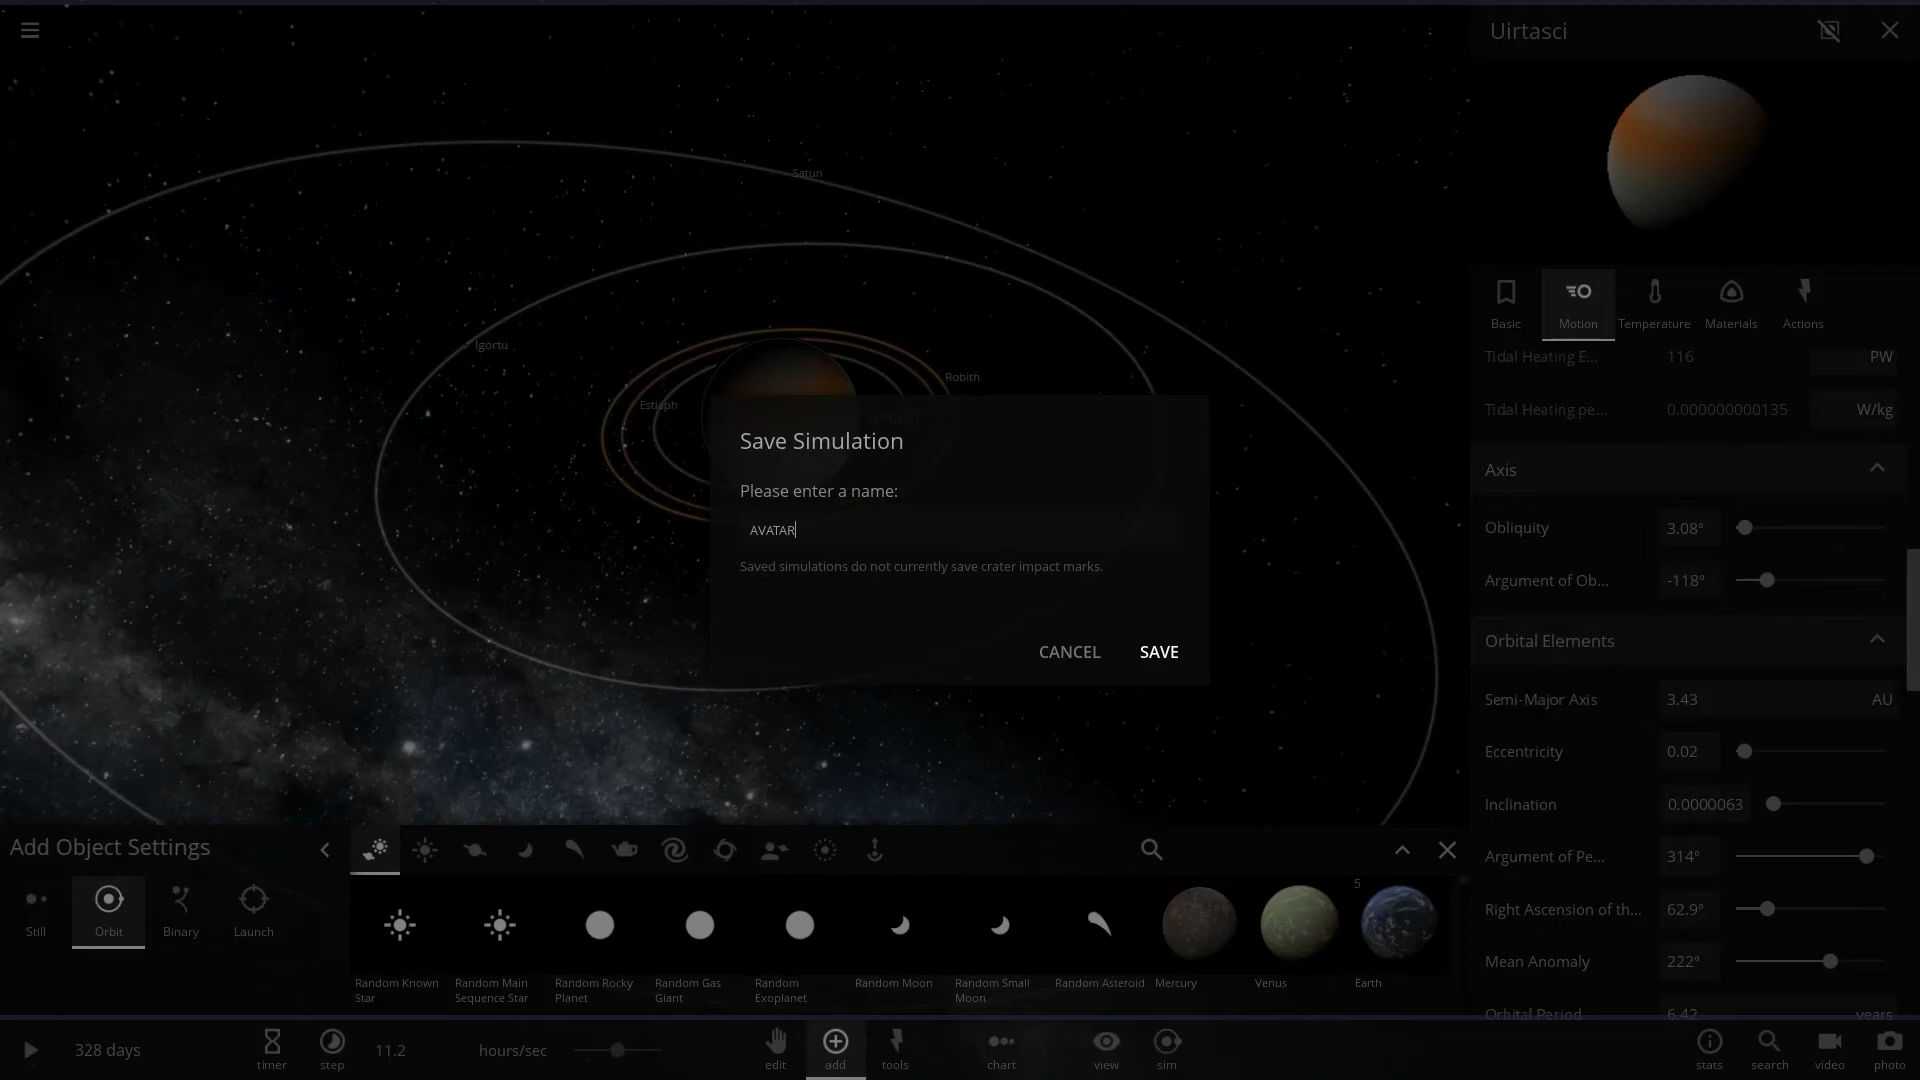 Uirtasci
Satun
Igortu
Robith
Estiaph
Save Simulation
Please enter a name:
AVATAR
Saved simulations do not currently save crater impact marks.
CANCEL
SAVE
Basic
Motion
Temperature
Materials
Actions
Tidal Heating E... 116 PW
Tidal Heating pe... 0.000000000135 W/kg
Axis
Obliquity 3.08°
Argument of Ob... -118°
Orbital Elements
Semi-Major Axis 3.43 AU
Eccentricity 0.02
Inclination 0.0000063
Argument of Pe... 314°
Right Ascension of th... 62.9°
Mean Anomaly 222°
Orbital Period 6.42 years
Add Object Settings
Still
Orbit
Binary
Launch
5
Random Known
Star
Random Main
Sequence Star
Random Rocky
Planet
Random Gas
Giant
Random
Exoplanet
Random Moon
Random Small
Moon
Random Asteroid
Mercury
Venus
Earth
328 days
timer
step
11.2
hours/sec
edit
add
tools
chart
view
sim
stats
search
video
photo